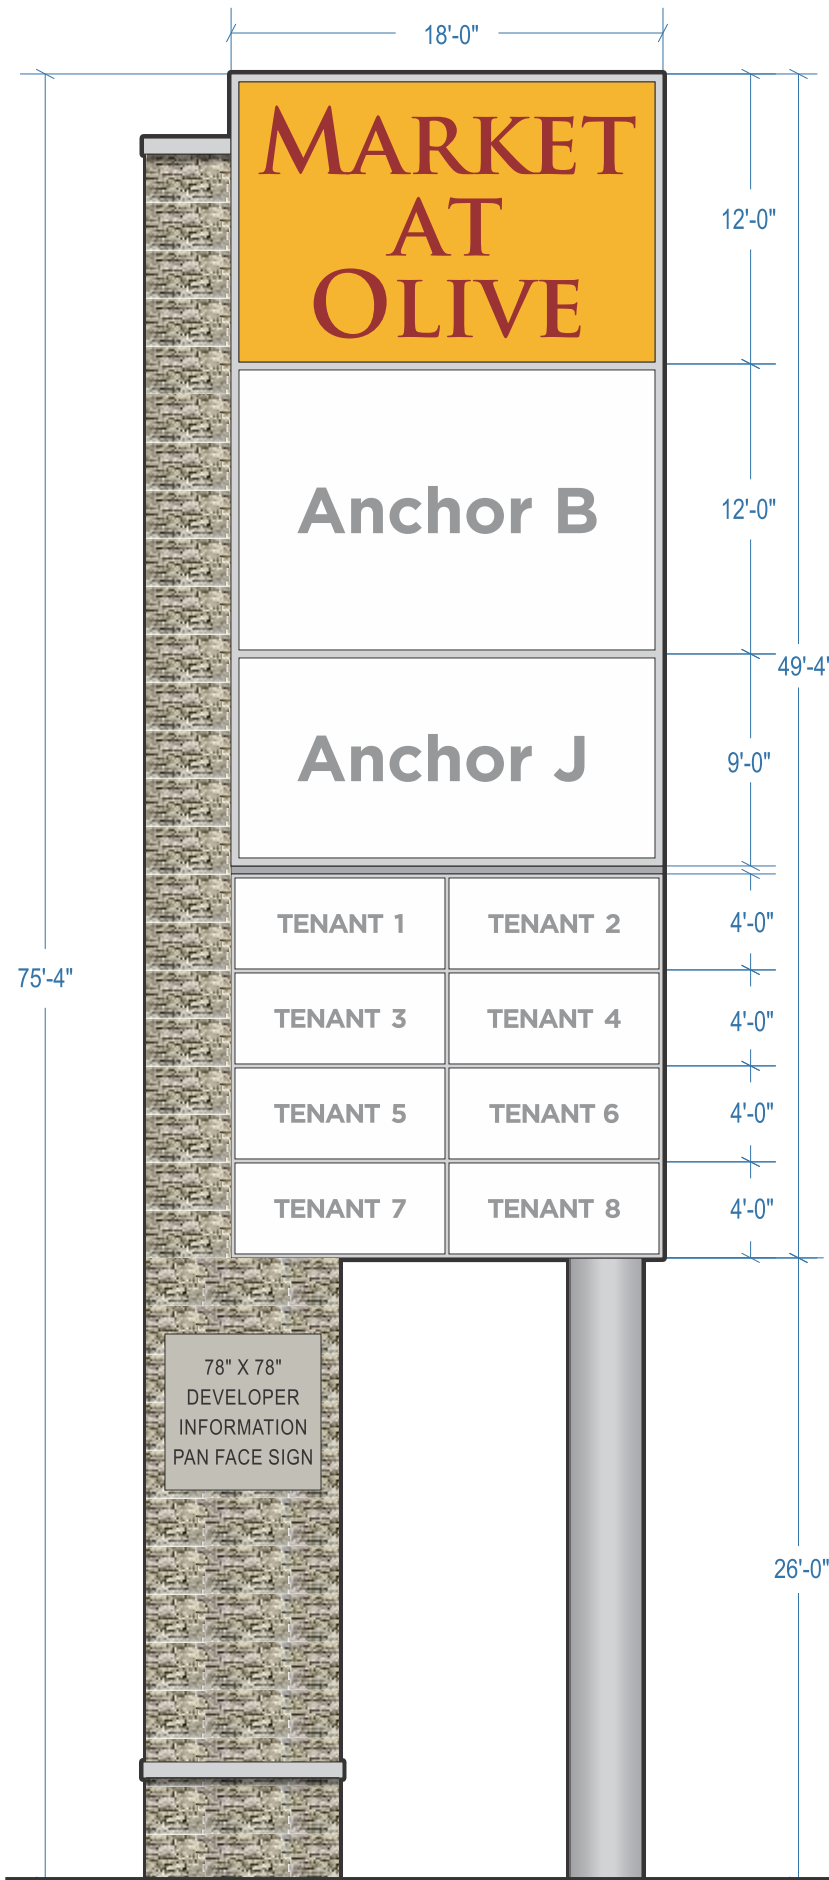 18'-0"
MARKET
AT
OLIVE
12'-0"
Anchor B
12'-0"
49'-4'
Anchor J
9'-0"
TENANT 1 TENANT 2
4'-0"
75'-4"
TENANT 3 TENANT 4
4'-0"
TENANT 5 TENANT 6
4'-0"
TENANT 7 TENANT 8
4'-0"
78" X 78"
DEVELOPER
INFORMATION
PAN FACE SIGN
26'-0"